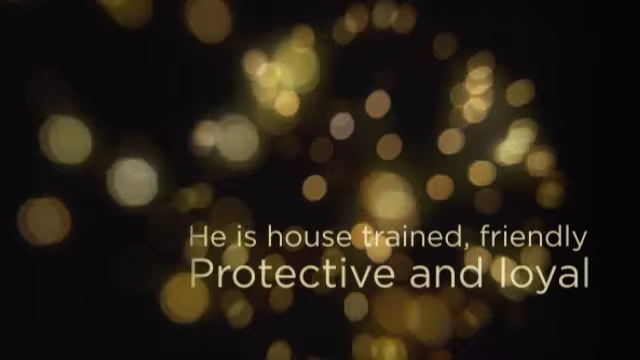 He is house trained, friendly
Protective and loyal